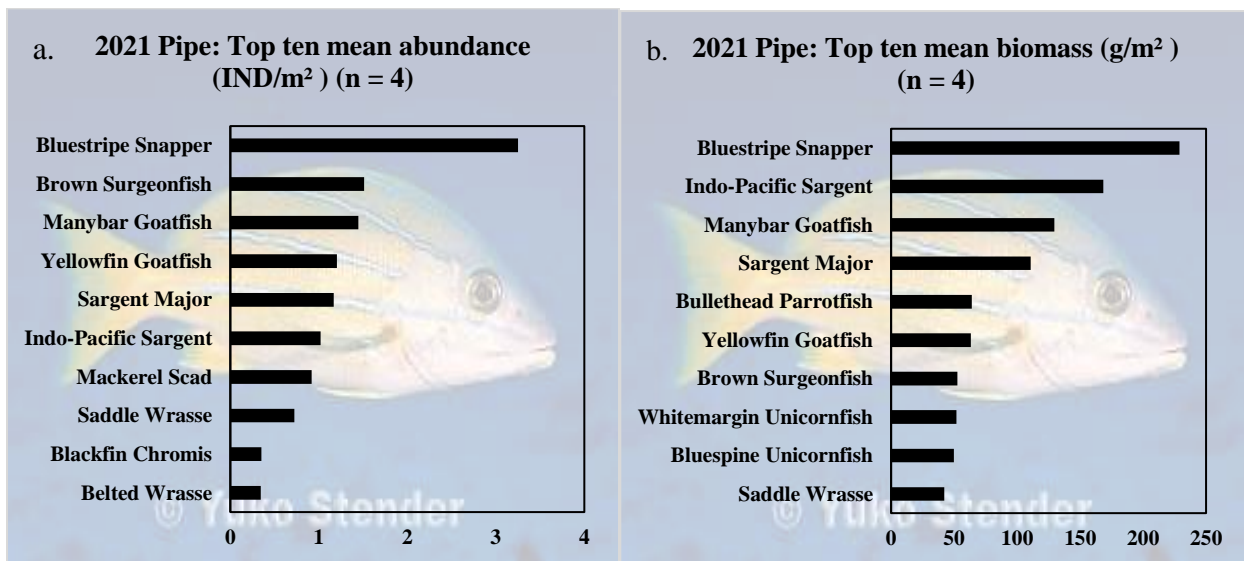 a. 2021 Pipe: Top ten mean abundance
(IND/m² ) (n = 4)
Bluestripe Snapper
Brown Surgeonfish
Manybar Goatfish
Yellowfin Goatfish
Sargent Major
Indo-Pacific Sargent
Mackerel Scad
Saddle Wrasse
Blackfin Chromis
Belted Wrasse
0 1 2 3 4
© Yuko Stender
b. 2021 Pipe: Top ten mean biomass (g/m² )
(n = 4)
Bluestripe Snapper
Indo-Pacific Sargent
Manybar Goatfish
Sargent Major
Bullethead Parrotfish
Yellowfin Goatfish
Brown Surgeonfish
Whitemargin Unicornfish
Bluespine Unicornfish
Saddle Wrasse
0 50 100 150 200 250
© Yuko Stender